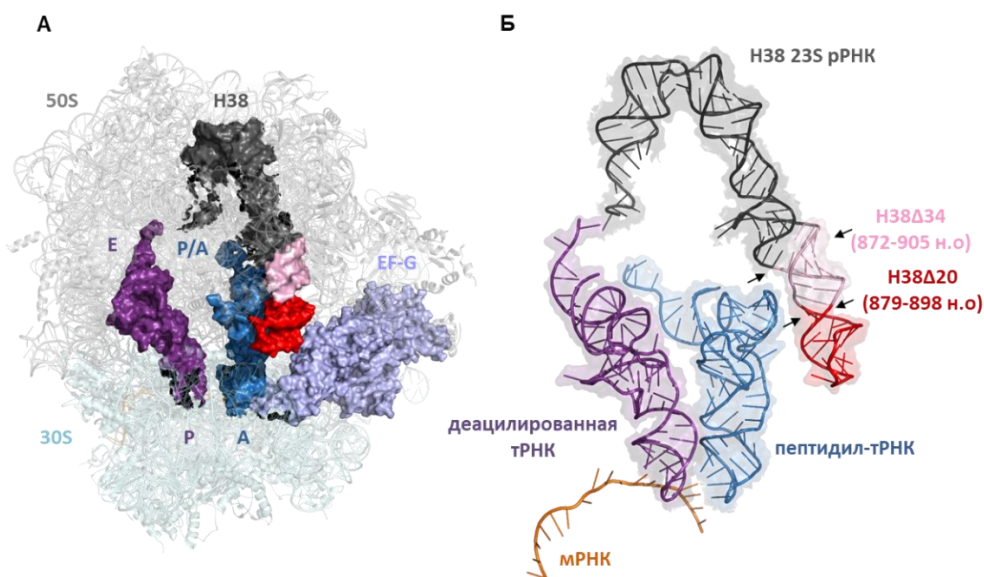 А
50S
H38
E
P/A
EF-G
30S
P
A
Б
H38 23S рРНК
H38Δ34
(872-905 н.о)
H38Δ20
(879-898 н.о)
деацилированная
тРНК
пептидил-тРНК
мРНК